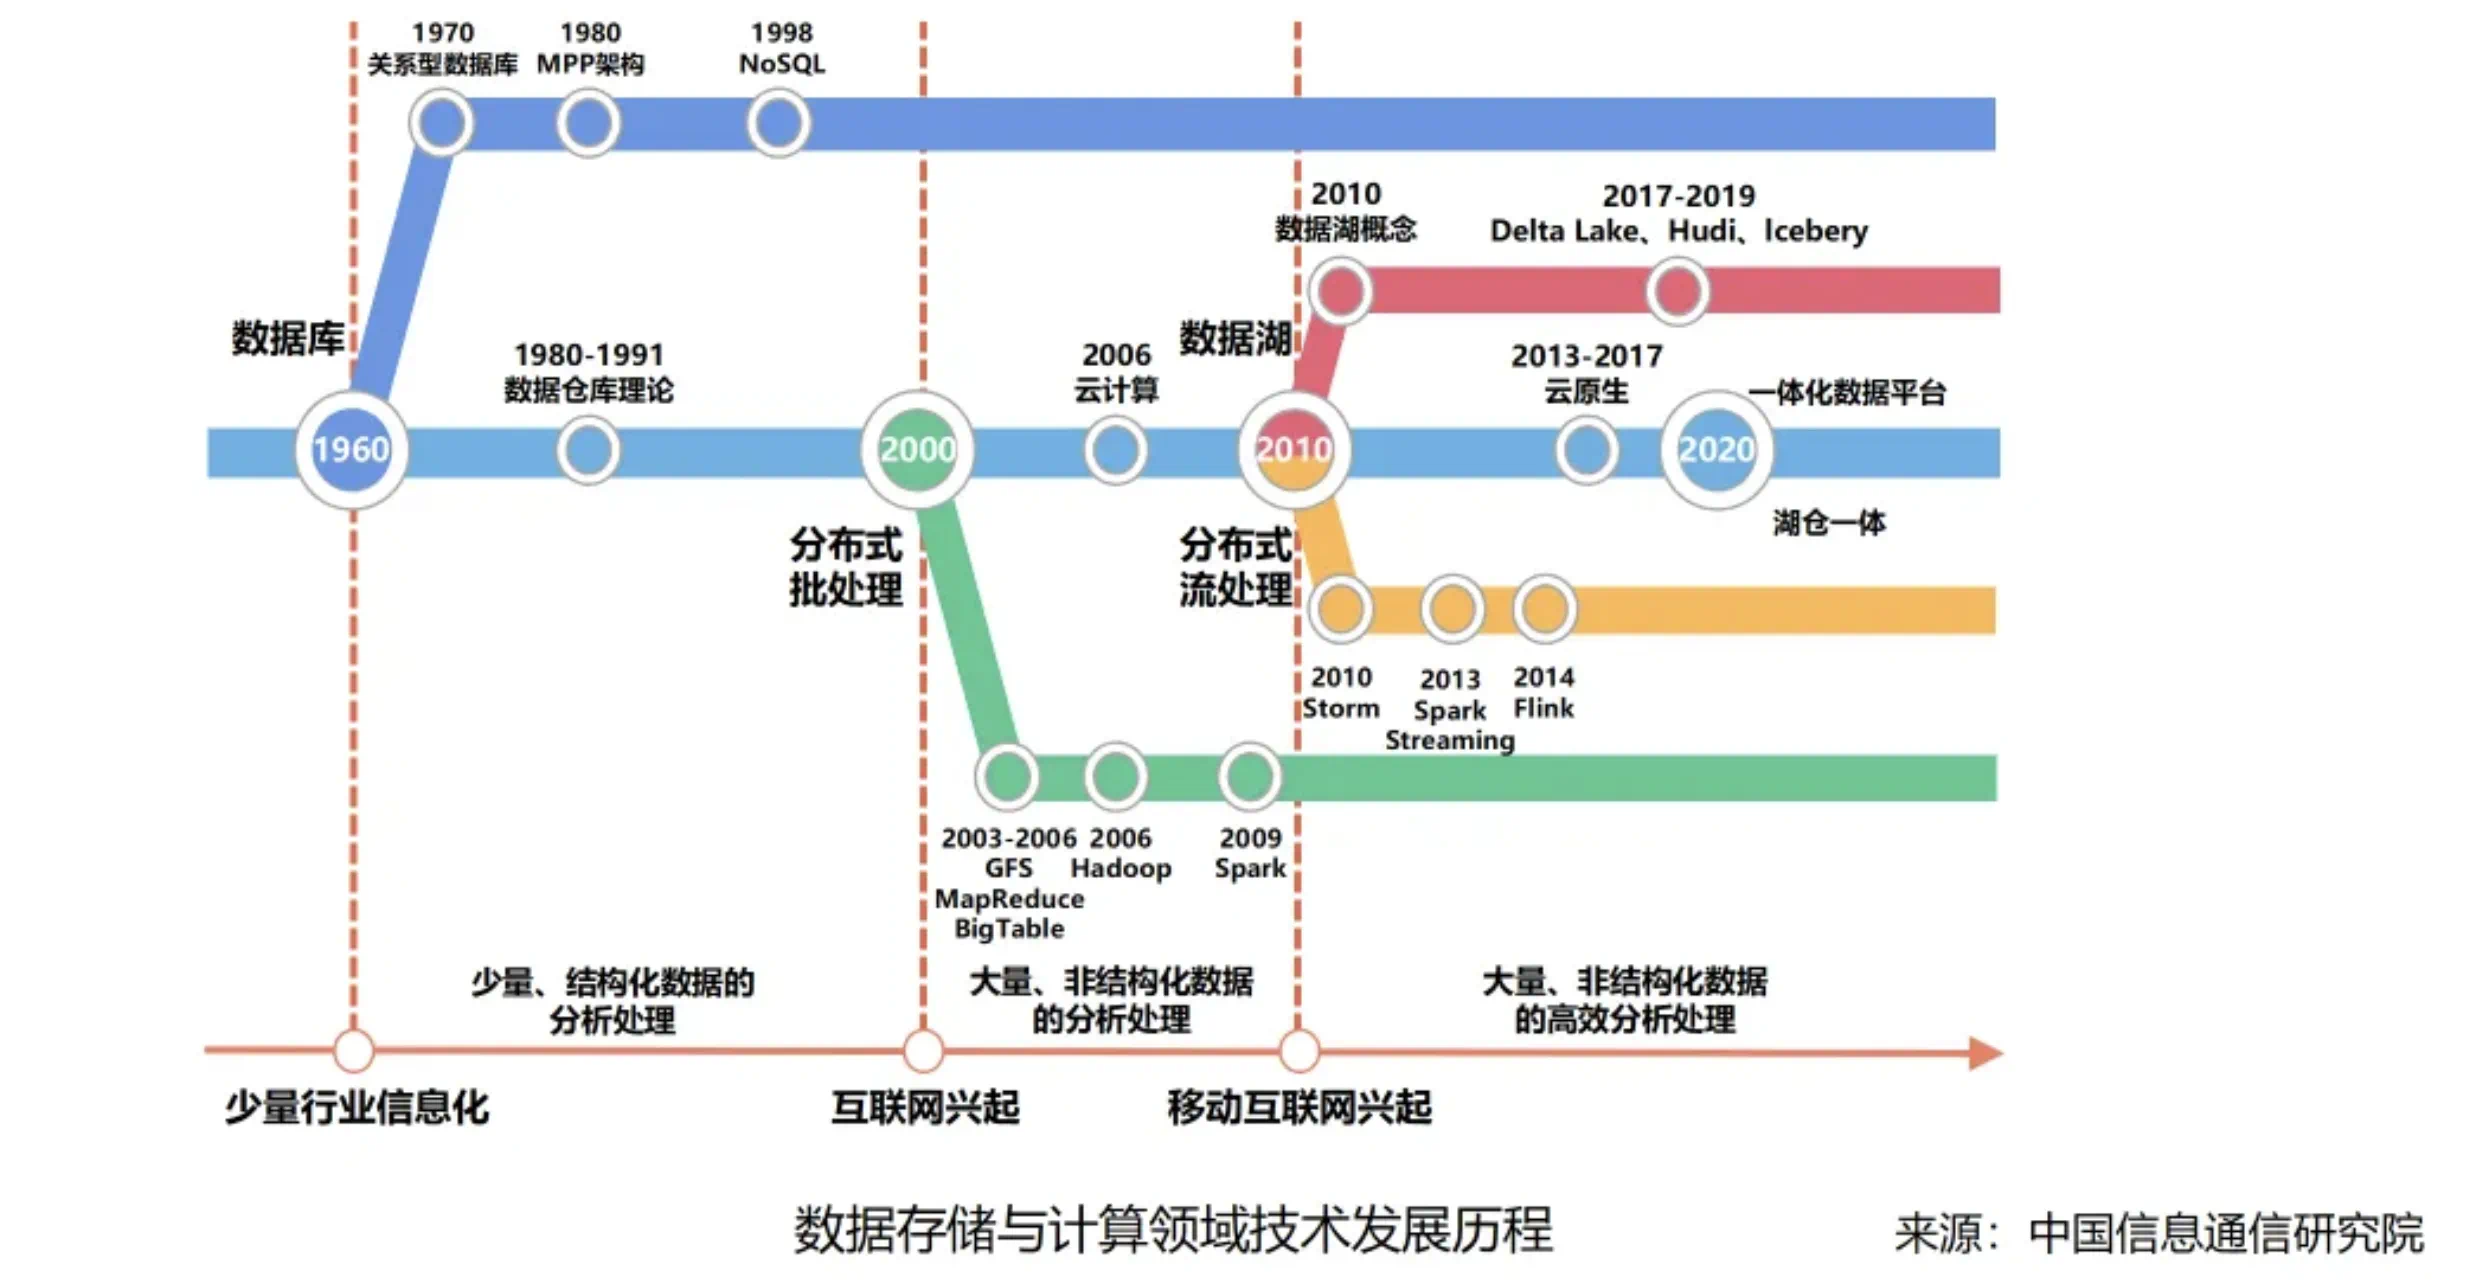 1970
关系型数据库
1980
MPP架构
1998
NoSQL
2010
数据湖概念
2017-2019
Delta Lake、Hudi、Icebery
数据库
1980-1991
数据仓库理论
2006
云计算
数据湖
2013-2017
云原生
一体化数据平台
1960
2000
2010
2020
湖仓一体
分布式
批处理
分布式
流处理
2010
Storm
2013
Spark
Streaming
2014
Flink
2003-2006
GFS
MapReduce
BigTable
2006
Hadoop
2009
Spark
少量、结构化数据的
分析处理
大量、非结构化数据
的分析处理
大量、非结构化数据
的高效分析处理
少量行业信息化
互联网兴起
移动互联网兴起
数据存储与计算领域技术发展历程
来源：中国信息通信研究院